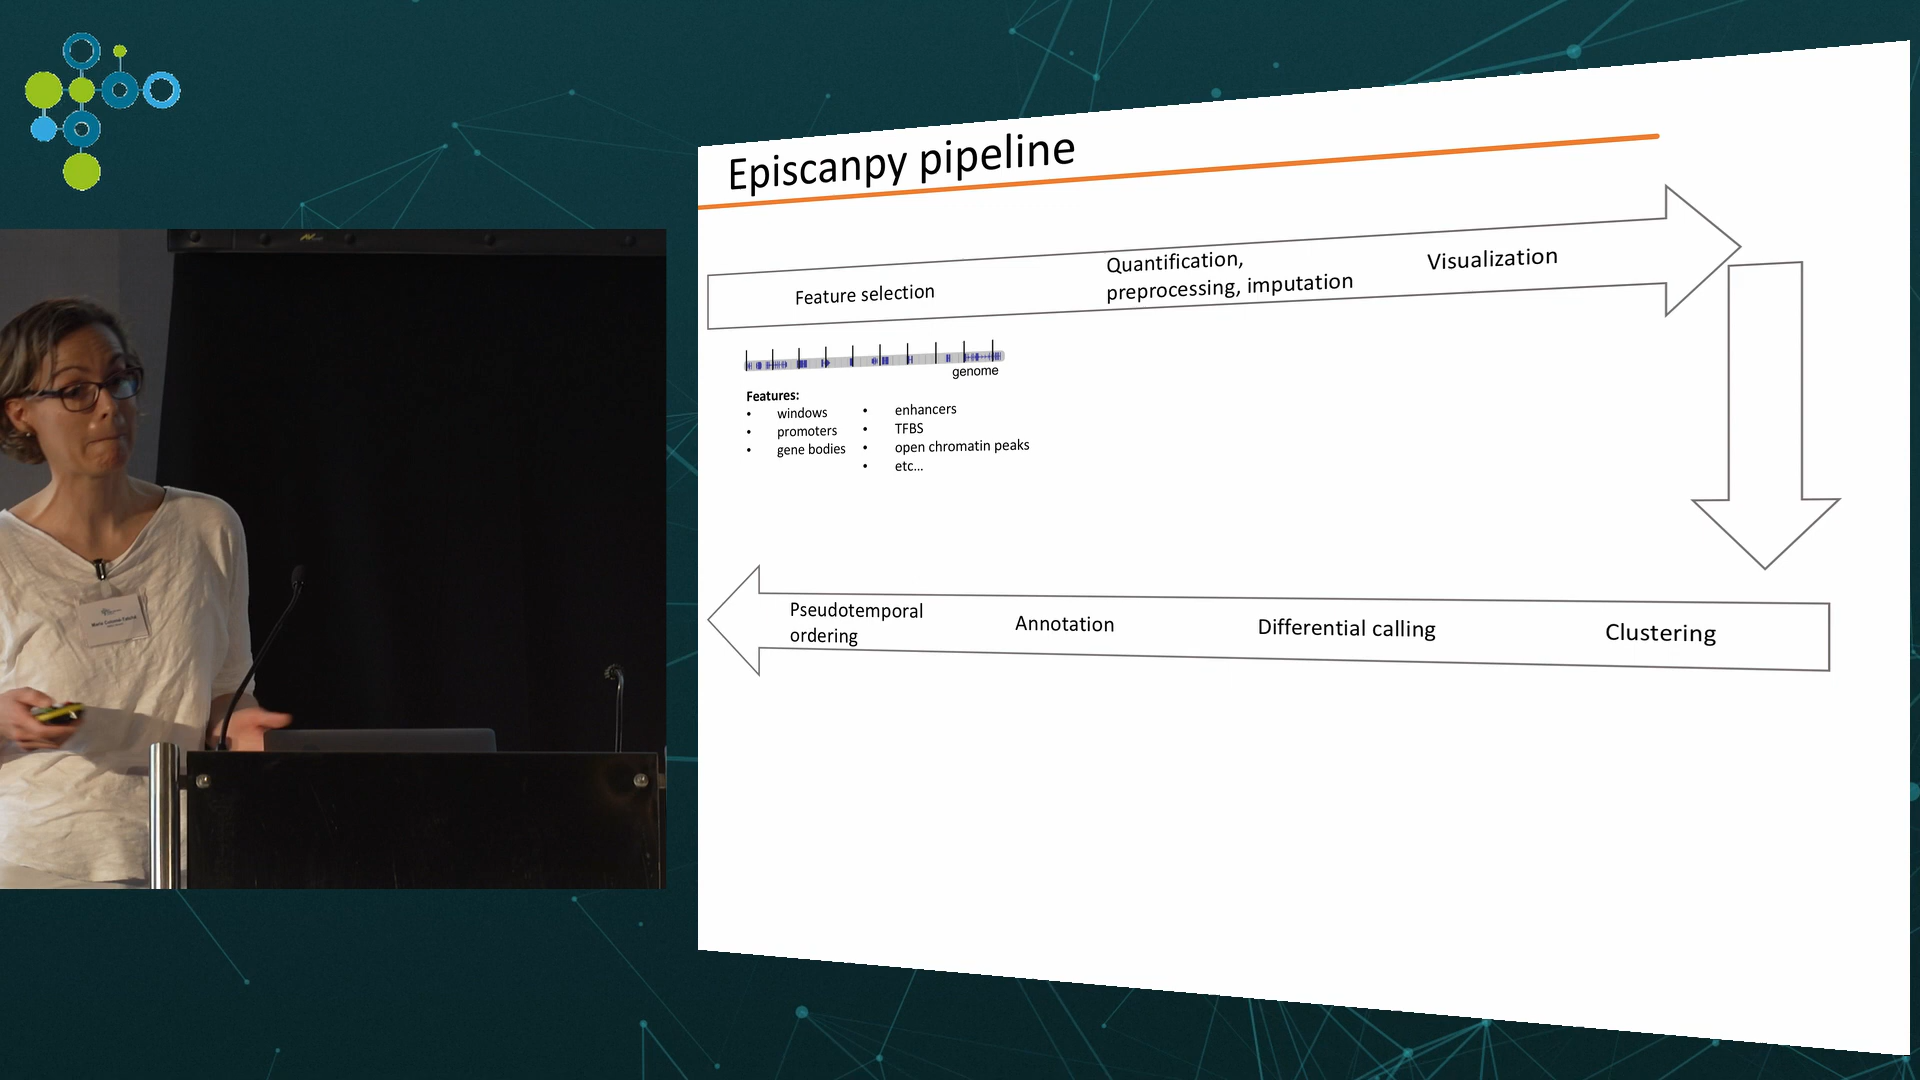 Episcanpy pipeline
Feature selection
Quantification,
preprocessing, imputation
Visualization
genome
Features:
• windows
• promoters
• gene bodies
• enhancers
• TFBS
• open chromatin peaks
• etc...
Pseudotemporal
ordering
Annotation
Differential calling
Clustering